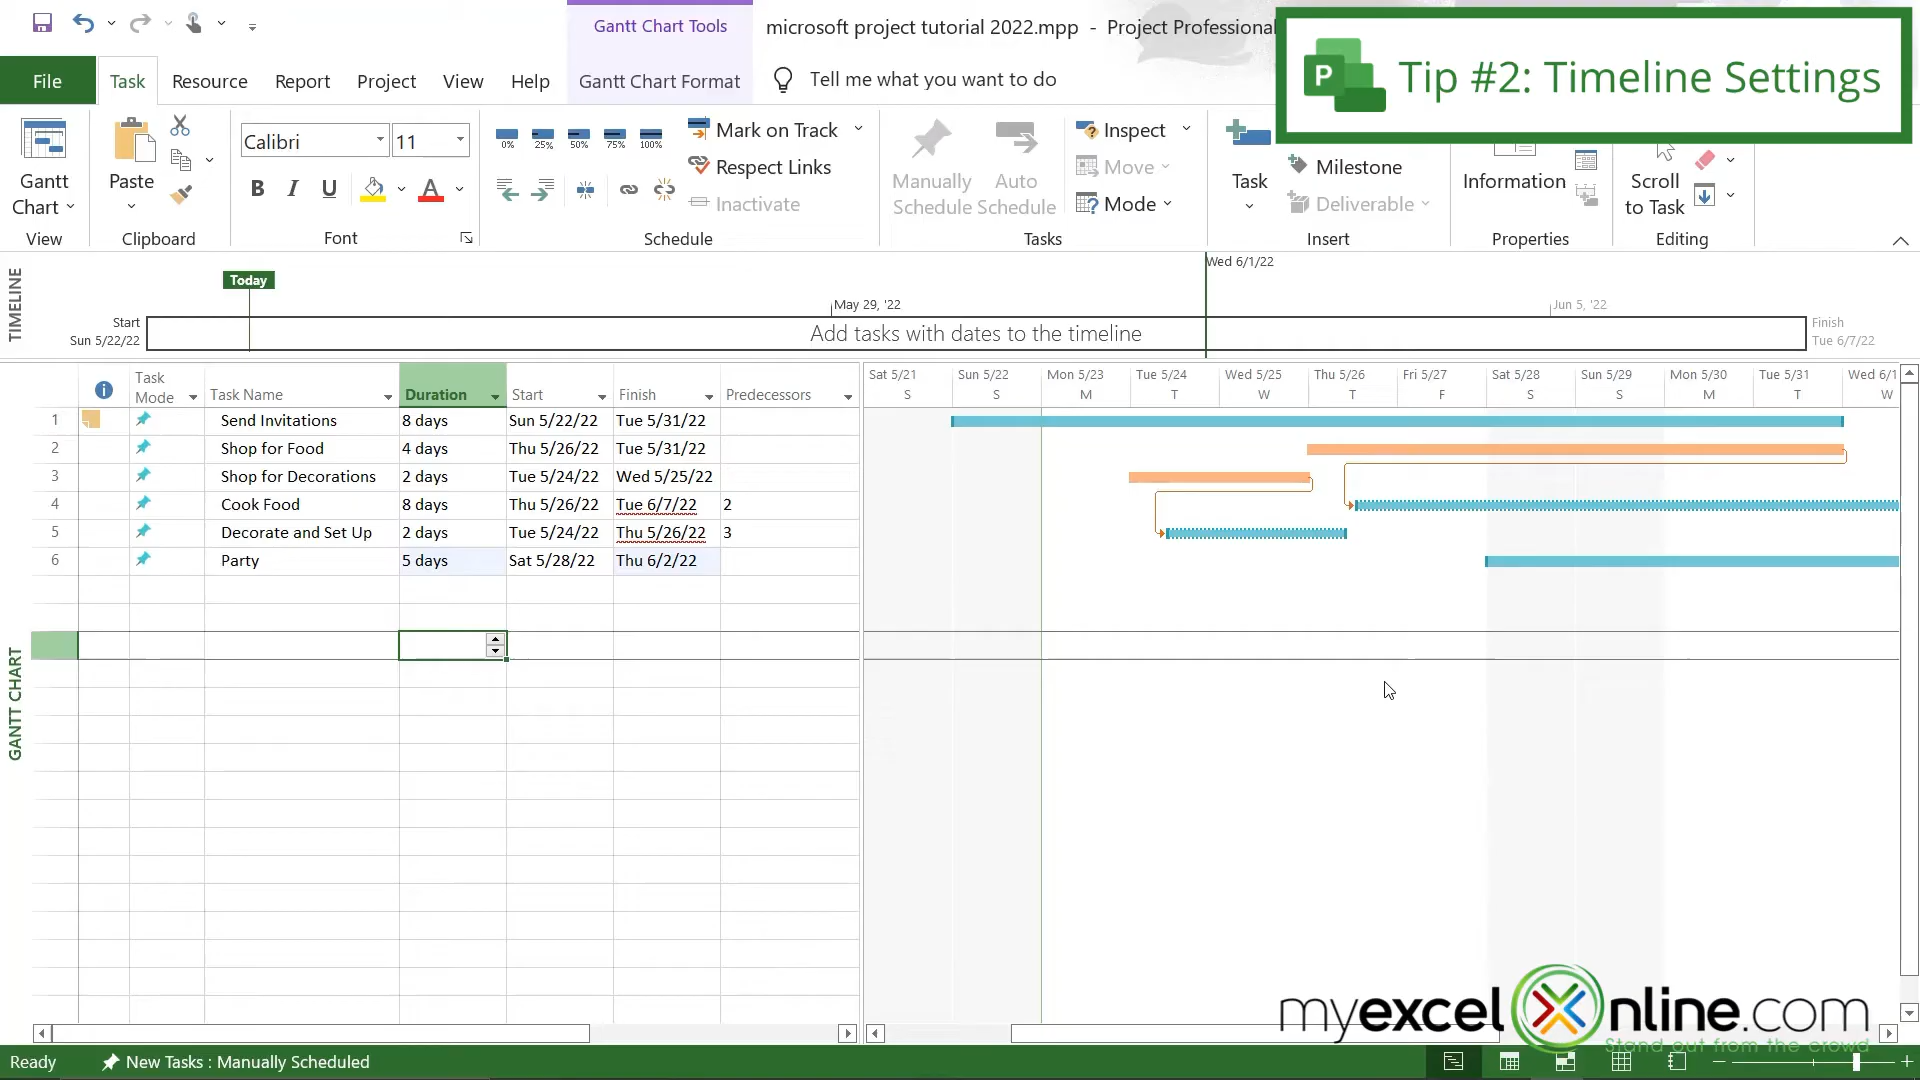 Gantt Chart Tools
microsoft project tutorial 2022.mpp - Project Professional
P Tip #2: Timeline Settings
File Task Resource Report Project View Help Gantt Chart Format Tell me what you want to do
Gantt
Chart
View
Paste
Clipboard
Calibri 11
B I U A
Font
0% 25% 50% 75% 100%
Mark on Track
Respect Links
Inactivate
Schedule
Manually
Schedule
Auto
Schedule
Inspect
Move
Mode
Tasks
Task
Milestone
Deliverable
Insert
Information
Properties
Scroll
to Task
Editing
TIMELINE
Today
Wed 6/1/22
May 29, '22
Jun 5, '22
Start
Sun 5/22/22
Add tasks with dates to the timeline
Finish
Tue 6/7/22
GANTT CHART
Task
Mode Task Name Duration Start Finish Predecessors
1 Send Invitations 8 days Sun 5/22/22 Tue 5/31/22
2 Shop for Food 4 days Thu 5/26/22 Tue 5/31/22
3 Shop for Decorations 2 days Tue 5/24/22 Wed 5/25/22
4 Cook Food 8 days Thu 5/26/22 Tue 6/7/22 2
5 Decorate and Set Up 2 days Tue 5/24/22 Thu 5/26/22 3
6 Party 5 days Sat 5/28/22 Thu 6/2/22
Sat 5/21 Sun 5/22 Mon 5/23 Tue 5/24 Wed 5/25 Thu 5/26 Fri 5/27 Sat 5/28 Sun 5/29 Mon 5/30 Tue 5/31 Wed 6/1
S S M T W T F S S M T W
myexcelonline.com
Stand out from the crowd
Ready New Tasks : Manually Scheduled